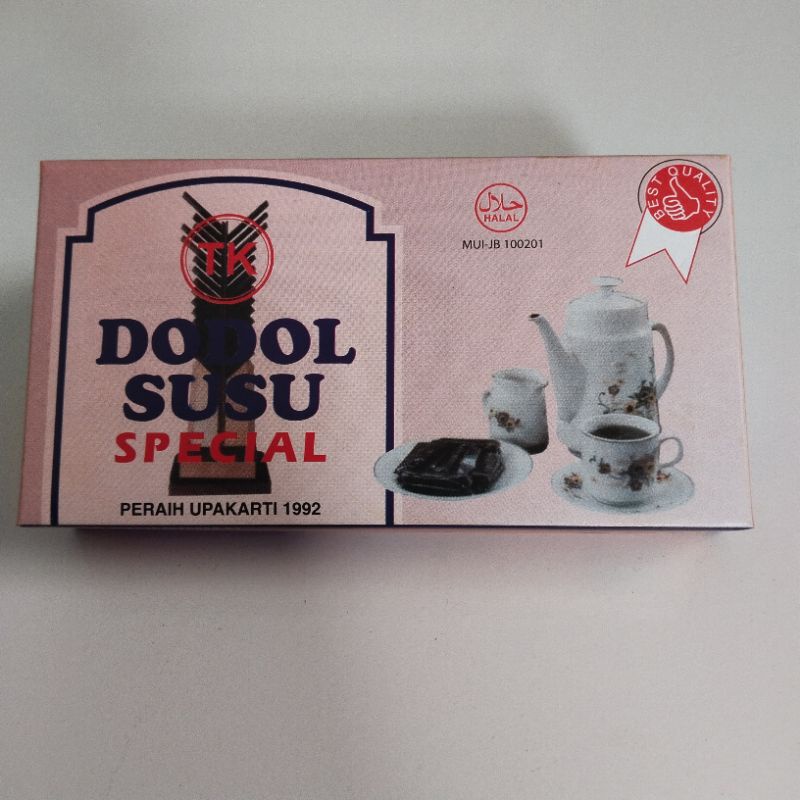 TK
DODOL
SUSU
SPECIAL
PERAIH UPAKARTI 1992
حلال
HALAL
MUI-JB 100201
BEST QUALITY